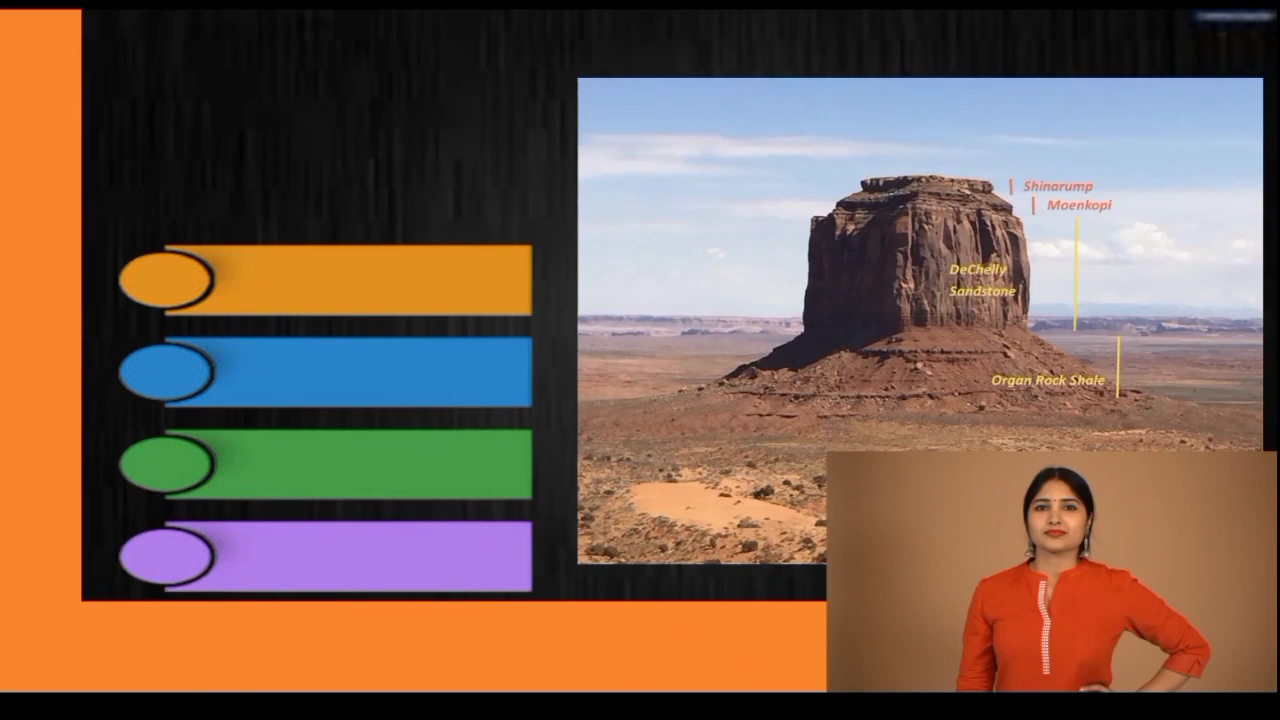 Shinarump
Moenkopi
DeChelly
Sandstone
Organ Rock Shale